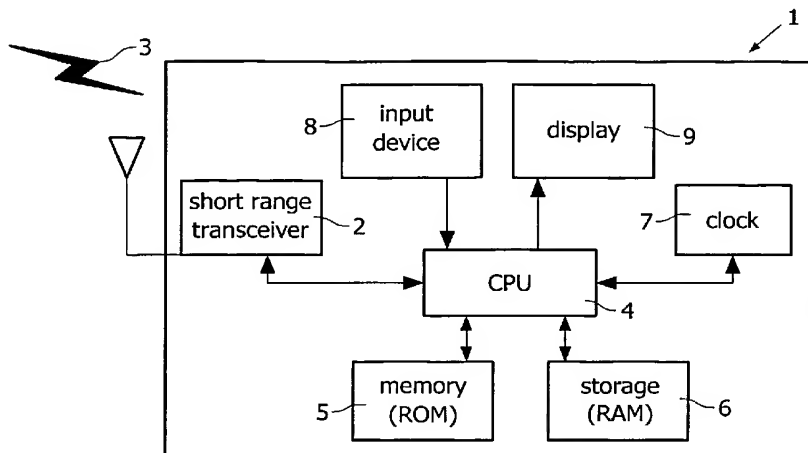 1
3
8
input
device
display
9
short range
transceiver
2
7
clock
CPU
4
5
memory
(ROM)
storage
(RAM)
6